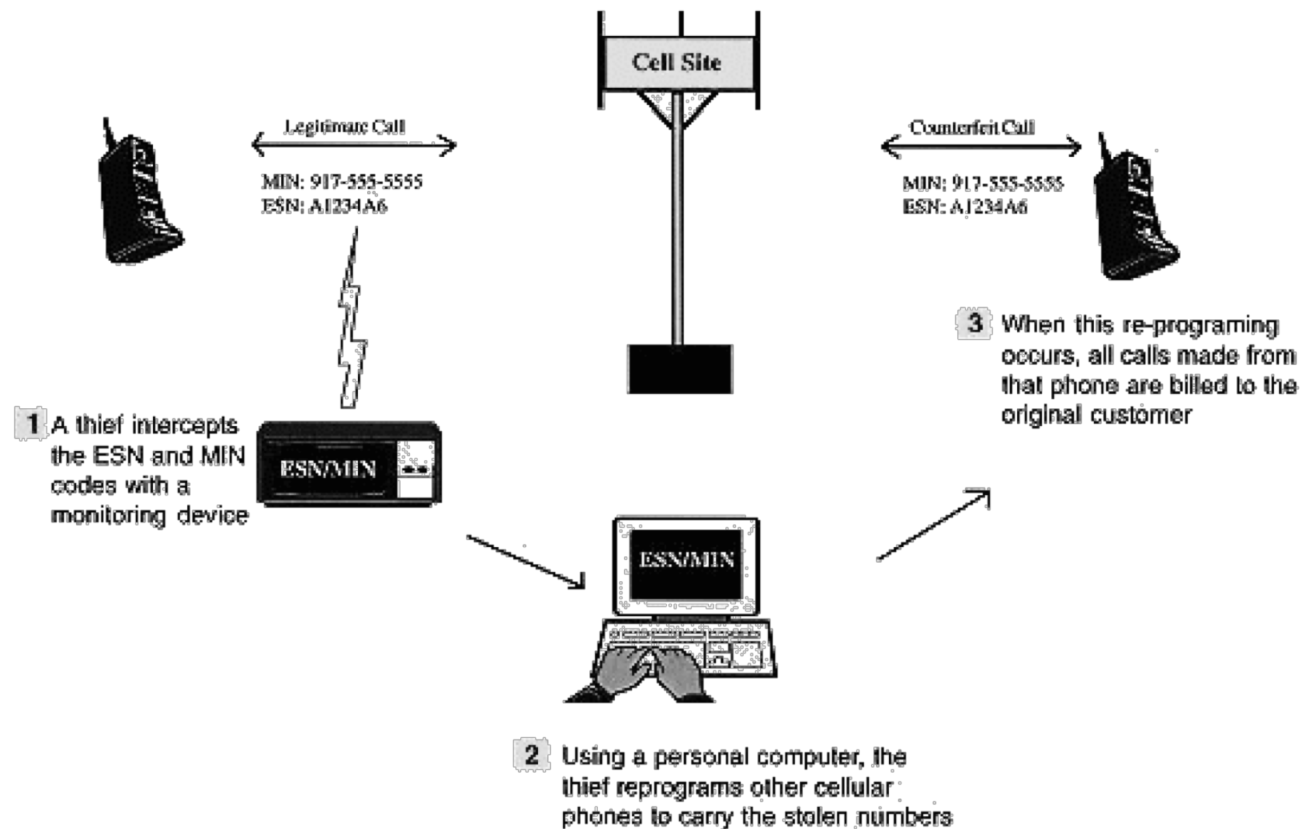 Cell Site
Legitimate Call
MIN: 917-555-5555
ESN: A1234A6
Counterfeit Call
MIN: 917-555-5555
ESN: A1234A6
1 A thief intercepts
the ESN and MIN
codes with a
monitoring device
ESN/MIN
ESN/MIN
2 Using a personal computer, the
thief reprograms other cellular
phones to carry the stolen numbers
3 When this re-programing
occurs, all calls made from
that phone are billed to the
original customer